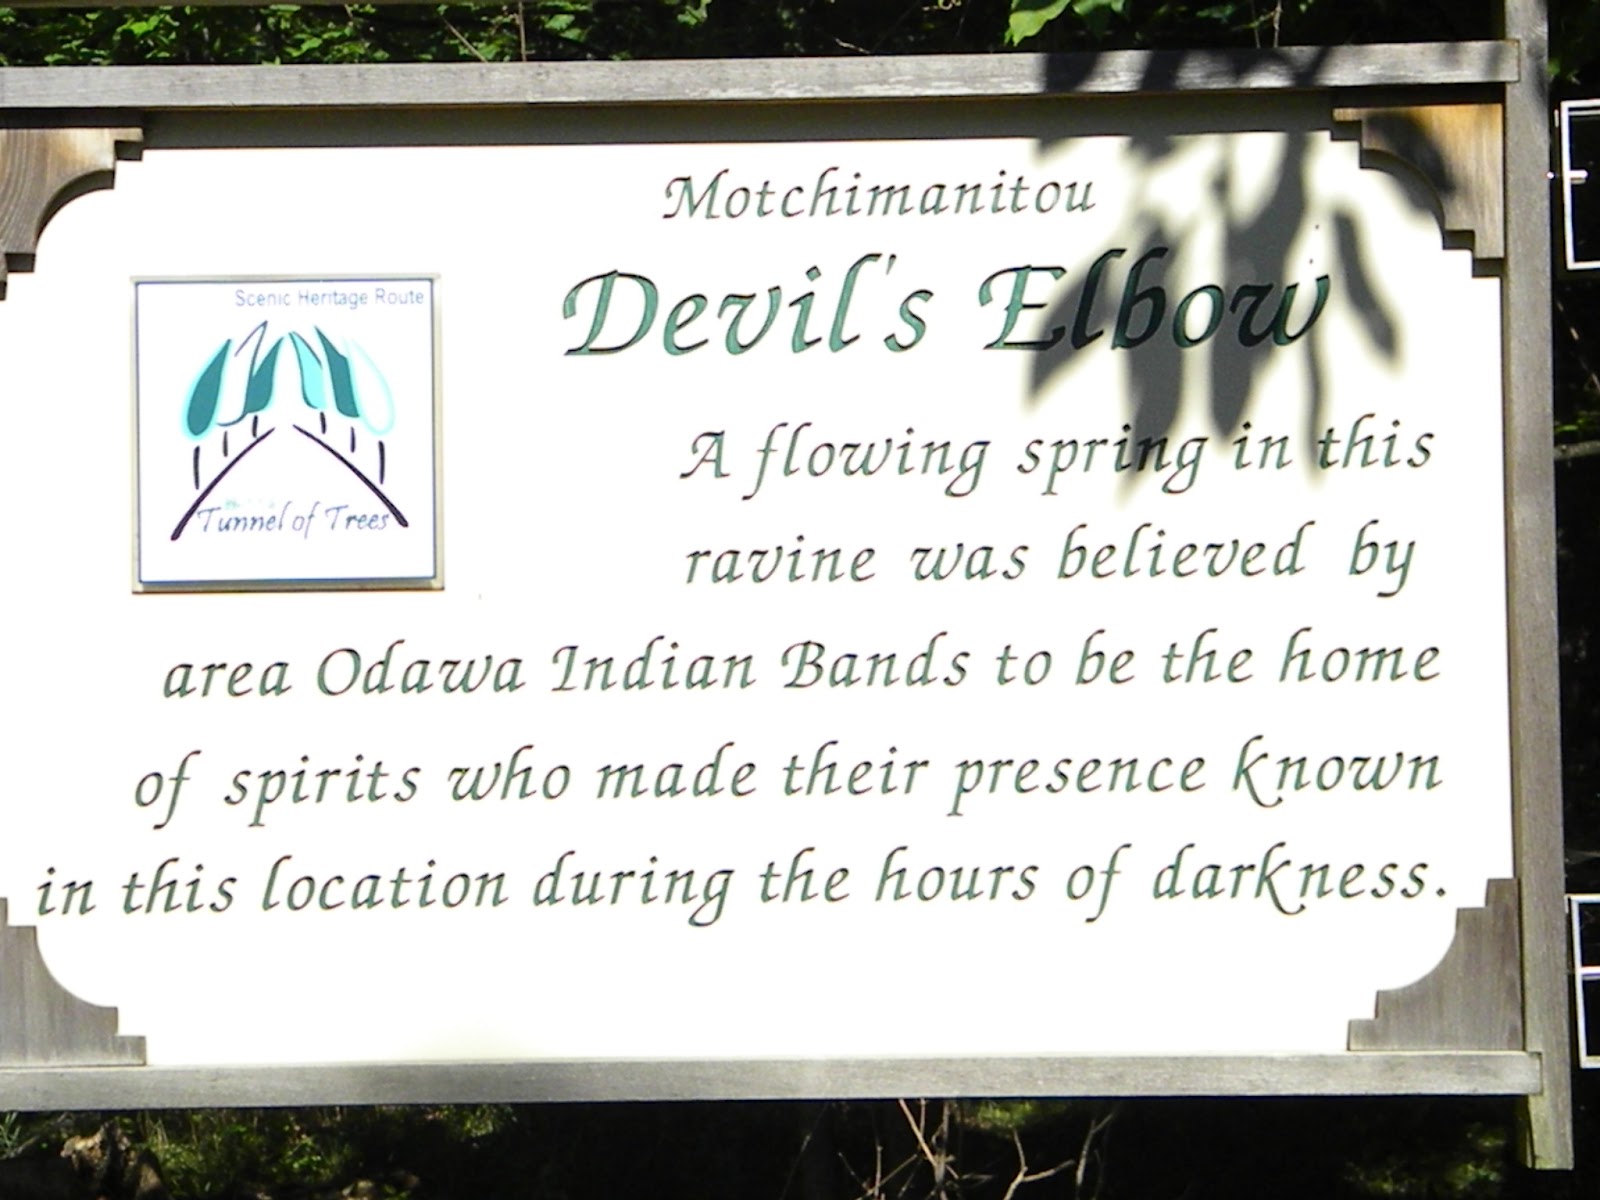 Motchimanitou
Devil's Elbow
Scenic Heritage Route
Tunnel of Trees
A flowing spring in this
ravine was believed by
area Odawa Indian Bands to be the home
of spirits who made their presence known
in this location during the hours of darkness.